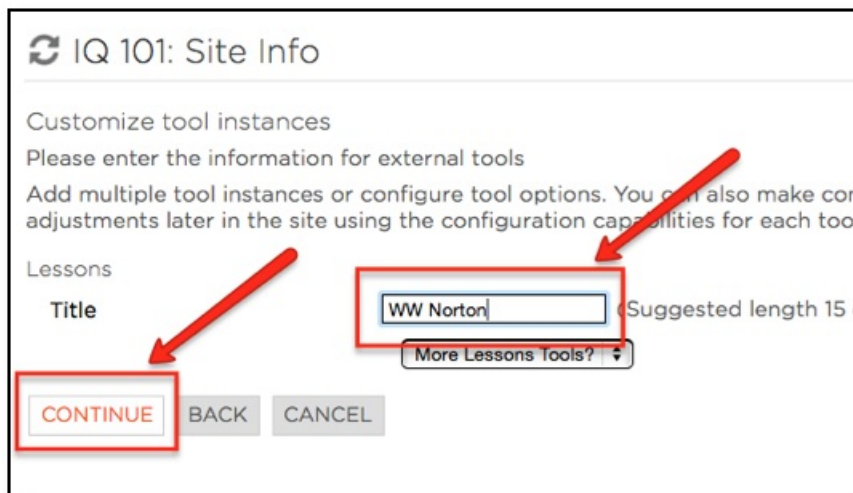 IQ 101: Site Info
Customize tool instances
Please enter the information for external tools
Add multiple tool instances or configure tool options. You can also make
adjustments later in the site using the configuration capabilities for each
Lessons
Title WW Norton (Suggested length 15
More Lessons Tools?
CONTINUE BACK CANCEL